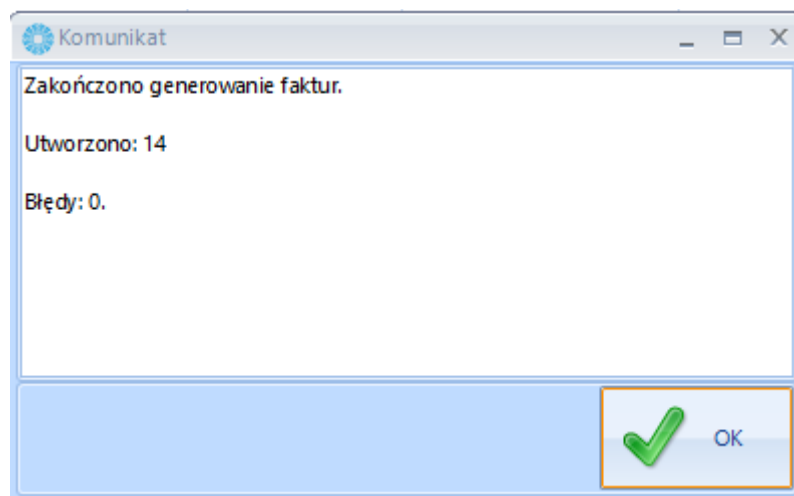 Komunikat
Zakończono generowanie faktur.
Utworzono: 14
Błędy: 0.
OK